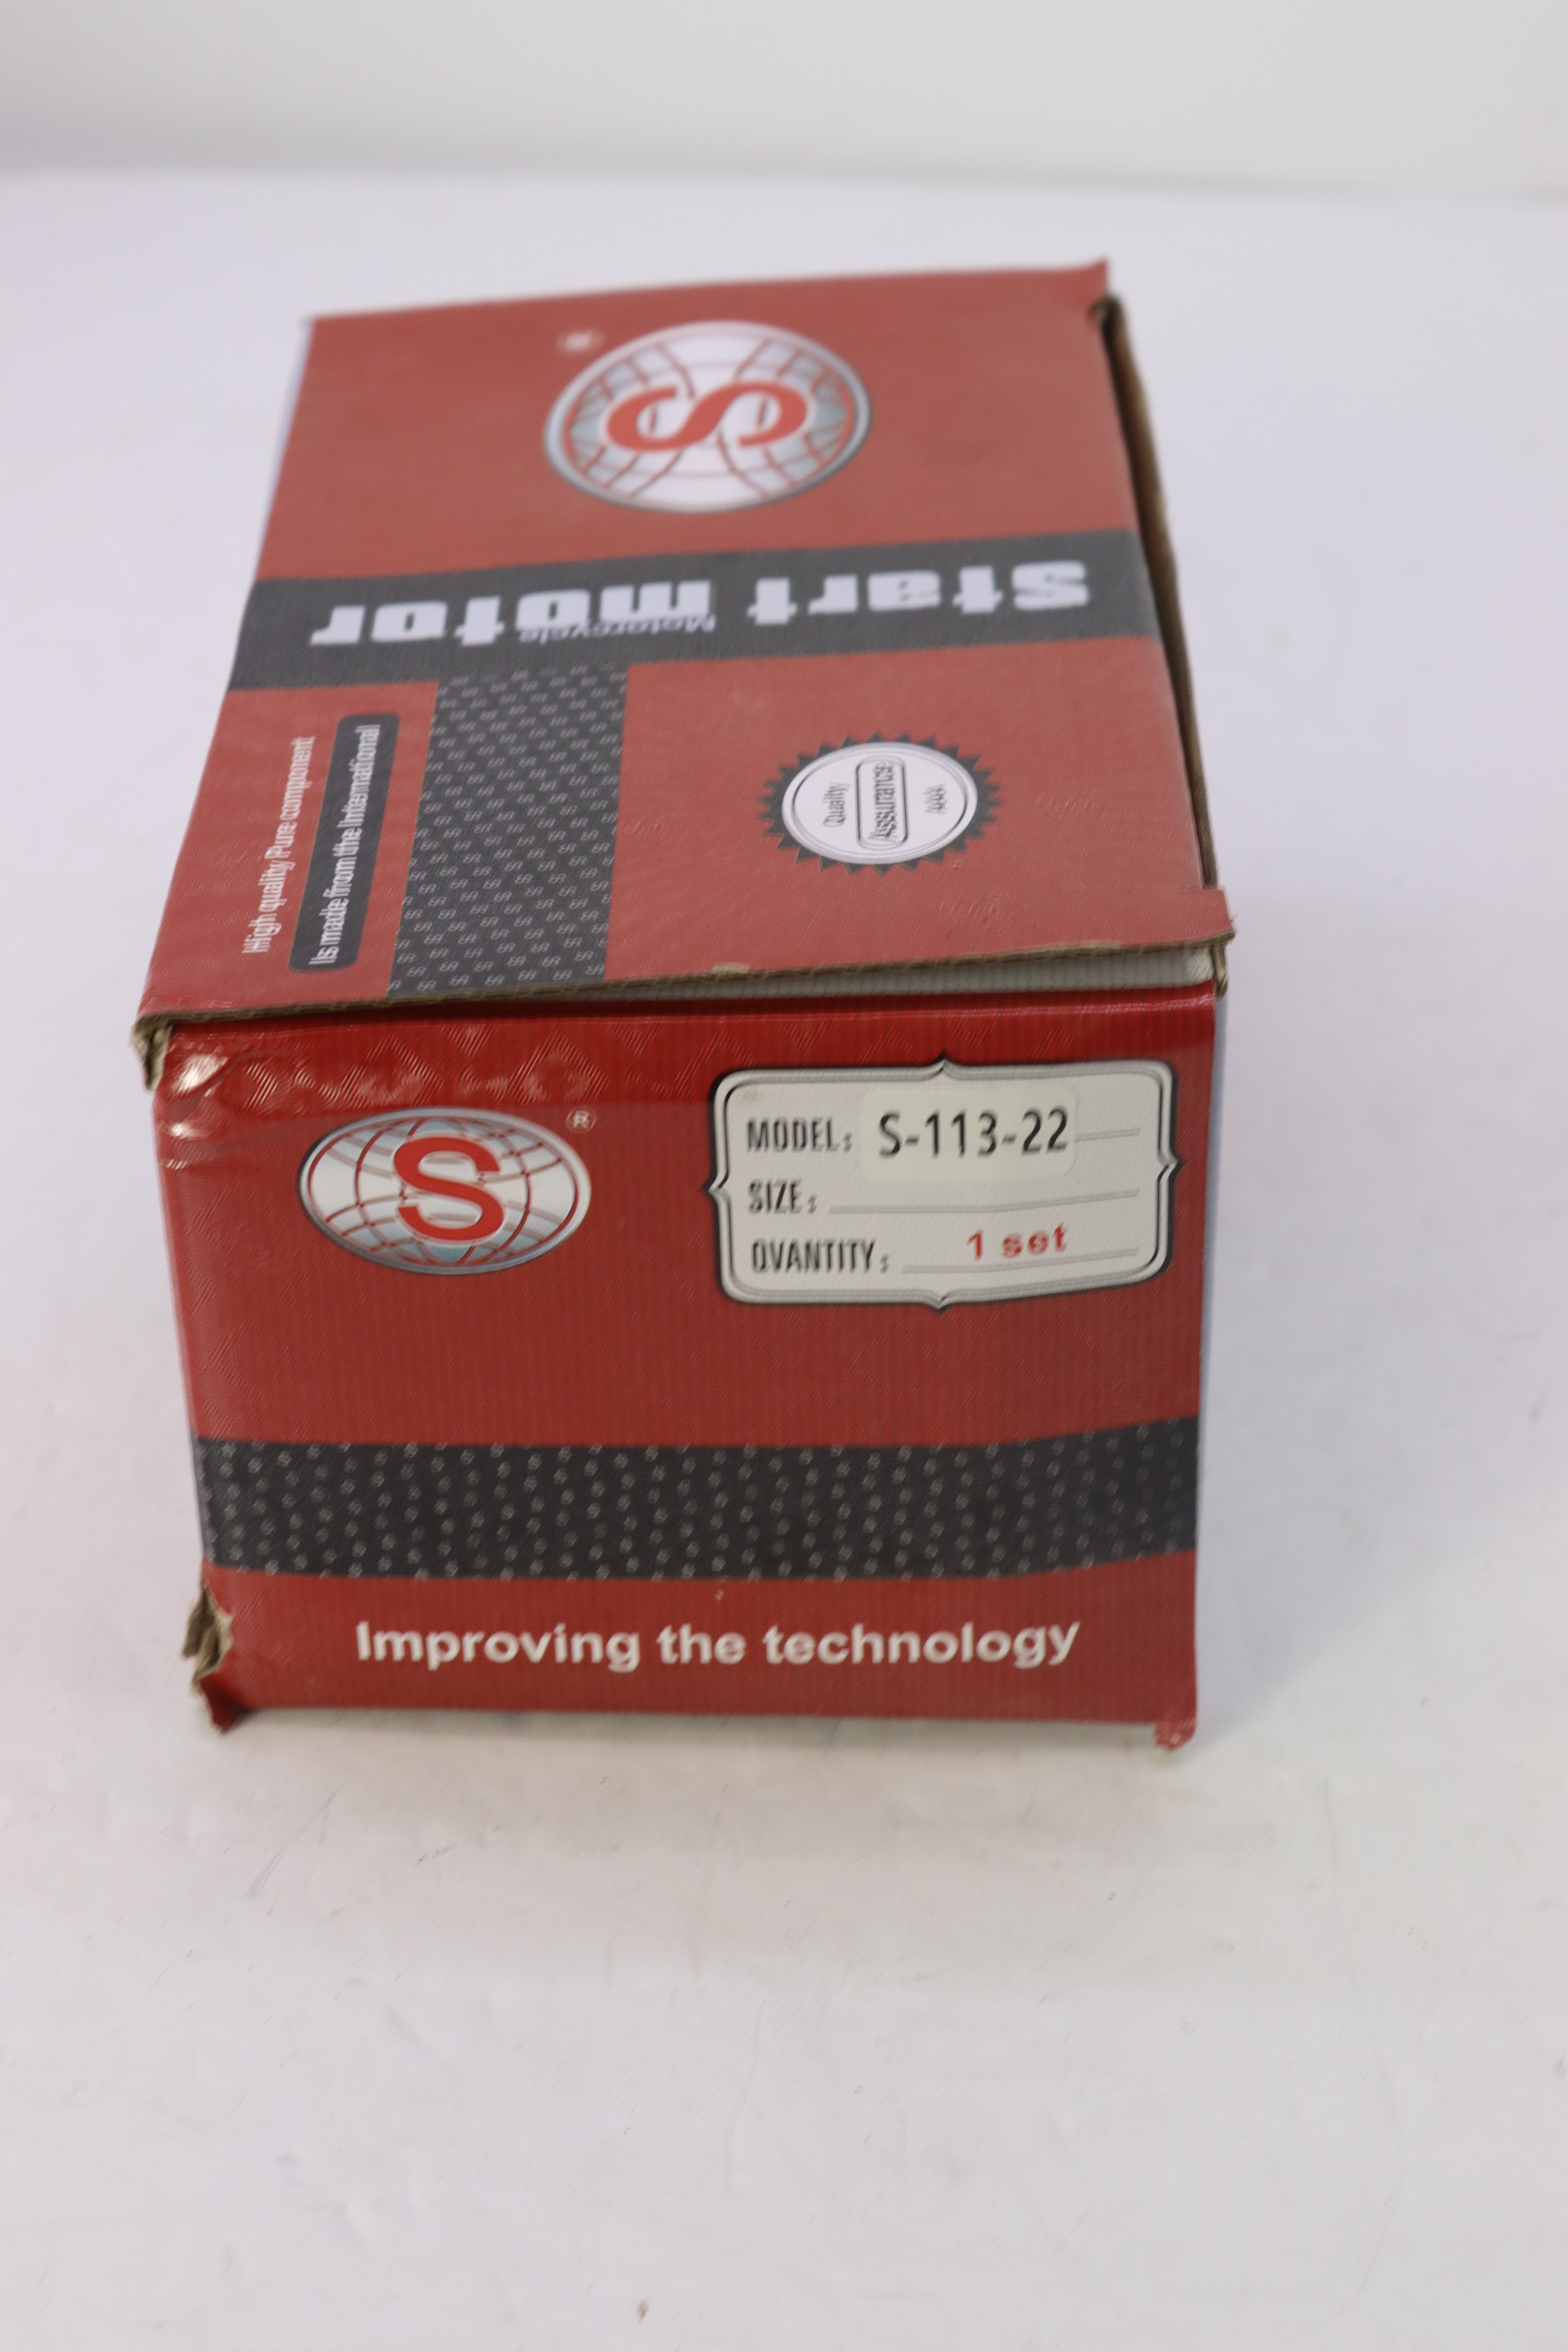 S
start motor
Motorcycle
High quality Pure component
Is made from the International
Quality
Assurance
AAAA
S ®
MODEL: S-113-22
SIZE:
QVANTITY: 1 set
Improving the technology